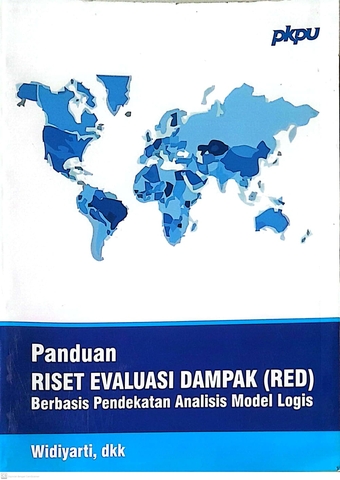 pkpu
Panduan
RISET EVALUASI DAMPAK (RED)
Berbasis Pendekatan Analisis Model Logis
Widiyarti, dkk